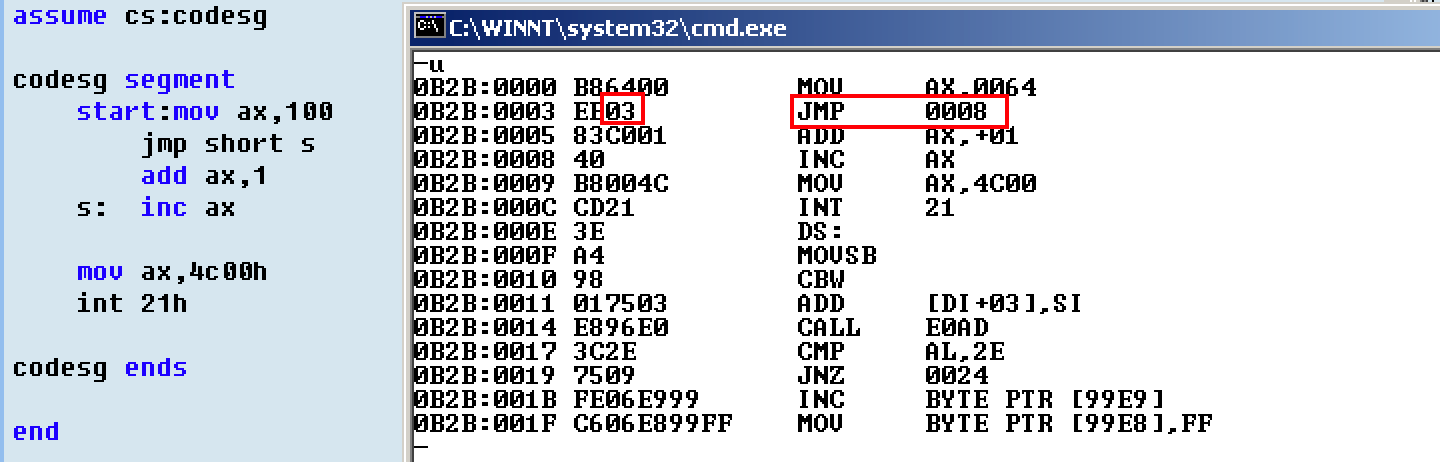 assume cs:codesg
codesg segment
start:mov ax,100
jmp short s
add ax,1
s: inc ax
mov ax,4c00h
int 21h
codesg ends
end
C:\WINNT\system32\cmd.exe
-u
0B2B:0000 B86400 MOV AX,0064
0B2B:0003 EB03 JMP 0008
0B2B:0005 83C001 ADD AX,+01
0B2B:0008 40 INC AX
0B2B:0009 B8004C MOV AX,4C00
0B2B:000C CD21 INT 21
0B2B:000E 3E DS:
0B2B:000F A4 MOVSB
0B2B:0010 98 CBW
0B2B:0011 017503 ADD [DI+03],SI
0B2B:0014 E896E0 CALL E0AD
0B2B:0017 3C2E CMP AL,2E
0B2B:0019 7509 JNZ 0024
0B2B:001B FE06E999 INC BYTE PTR [99E9]
0B2B:001F C606E899FF MOV BYTE PTR [99E8],FF
-